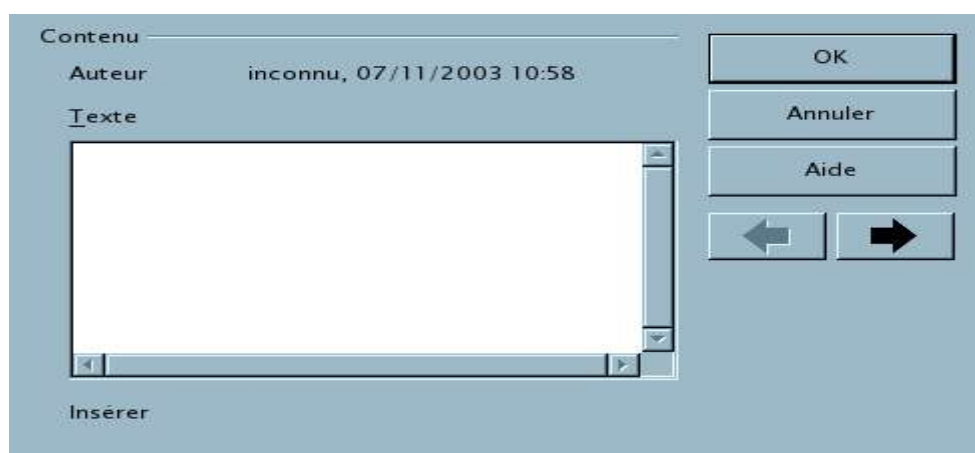 Contenu
Auteur inconnu, 07/11/2003 10:58
Texte
Insérer
OK
Annuler
Aide